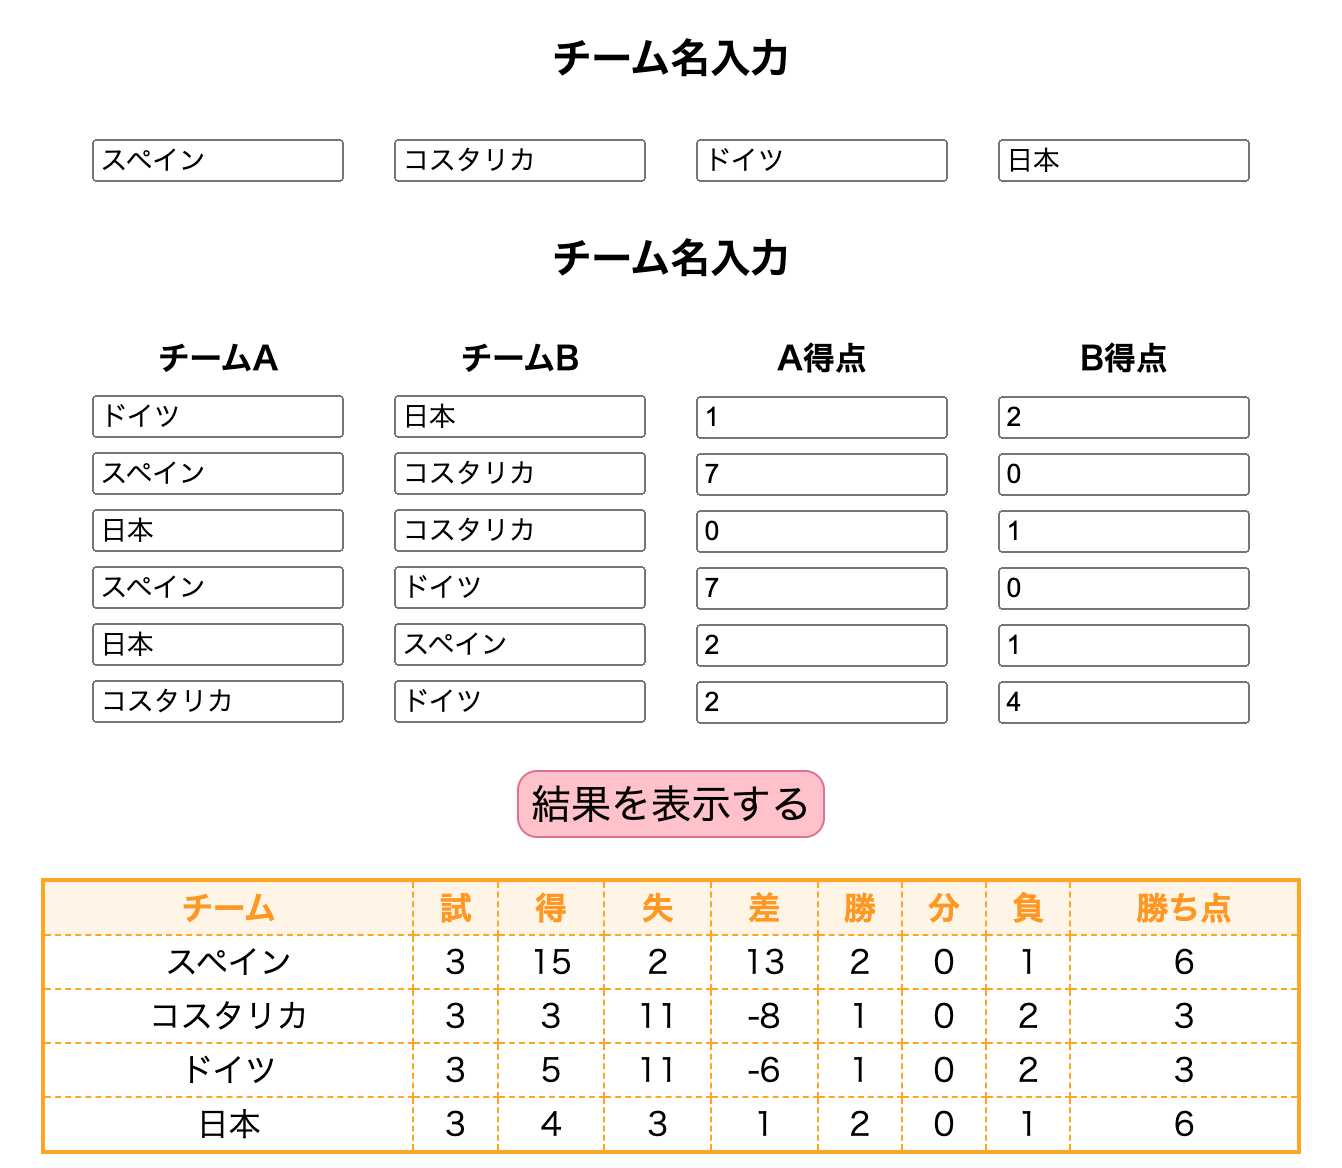 チーム名入力
スペイン コスタリカ ドイツ 日本
チーム名入力
チームA チームB A得点 B得点
ドイツ 日本 1 2
スペイン コスタリカ 7 0
日本 コスタリカ 0 1
スペイン ドイツ 7 0
日本 スペイン 2 1
コスタリカ ドイツ 2 4
結果を表示する
チーム 試 得 失 差 勝 分 負 勝ち点
スペイン 3 15 2 13 2 0 1 6
コスタリカ 3 3 11 -8 1 0 2 3
ドイツ 3 5 11 -6 1 0 2 3
日本 3 4 3 1 2 0 1 6